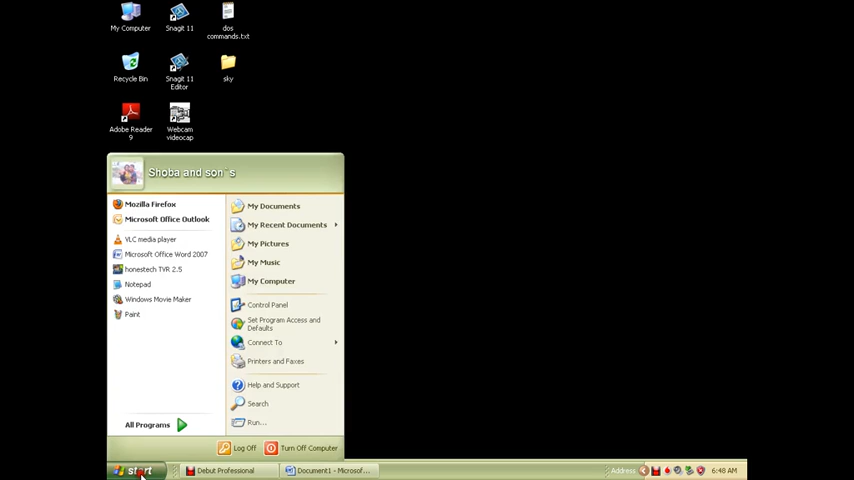 My Computer
Snagit 11
dos
commands.txt
Recycle Bin
Snagit 11
Editor
sky
Adobe Reader
9
Webcam
videocap
Shoba and son`s
Mozilla Firefox
Microsoft Office Outlook
VLC media player
Microsoft Office Word 2007
honestech TVR 2.5
Notepad
Windows Movie Maker
Paint
All Programs
My Documents
My Recent Documents
My Pictures
My Music
My Computer
Control Panel
Set Program Access and
Defaults
Connect To
Printers and Faxes
Help and Support
Search
Run...
Log Off
Turn Off Computer
start
Debut Professional
Document1 - Microsof...
Address
6:48 AM